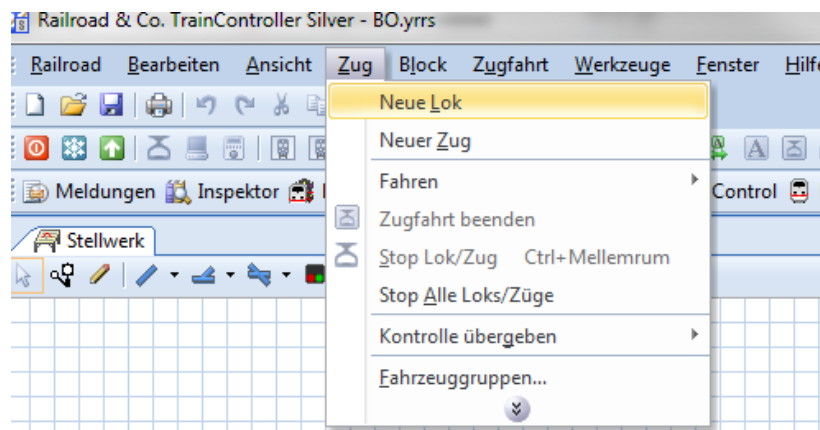 Railroad & Co. TrainController Silver - BO.yrrs
Railroad Bearbeiten Ansicht Zug Block Zugfahrt Werkzeuge Fenster Hilfe
Neue Lok
Neuer Zug
A
Meldungen Inspektor Control
Fahren
Stellwerk
Zugfahrt beenden
Stop Lok/Zug Ctrl+Mellemrum
Stop Alle Loks/Züge
Kontrolle übergeben
Fahrzeuggruppen...